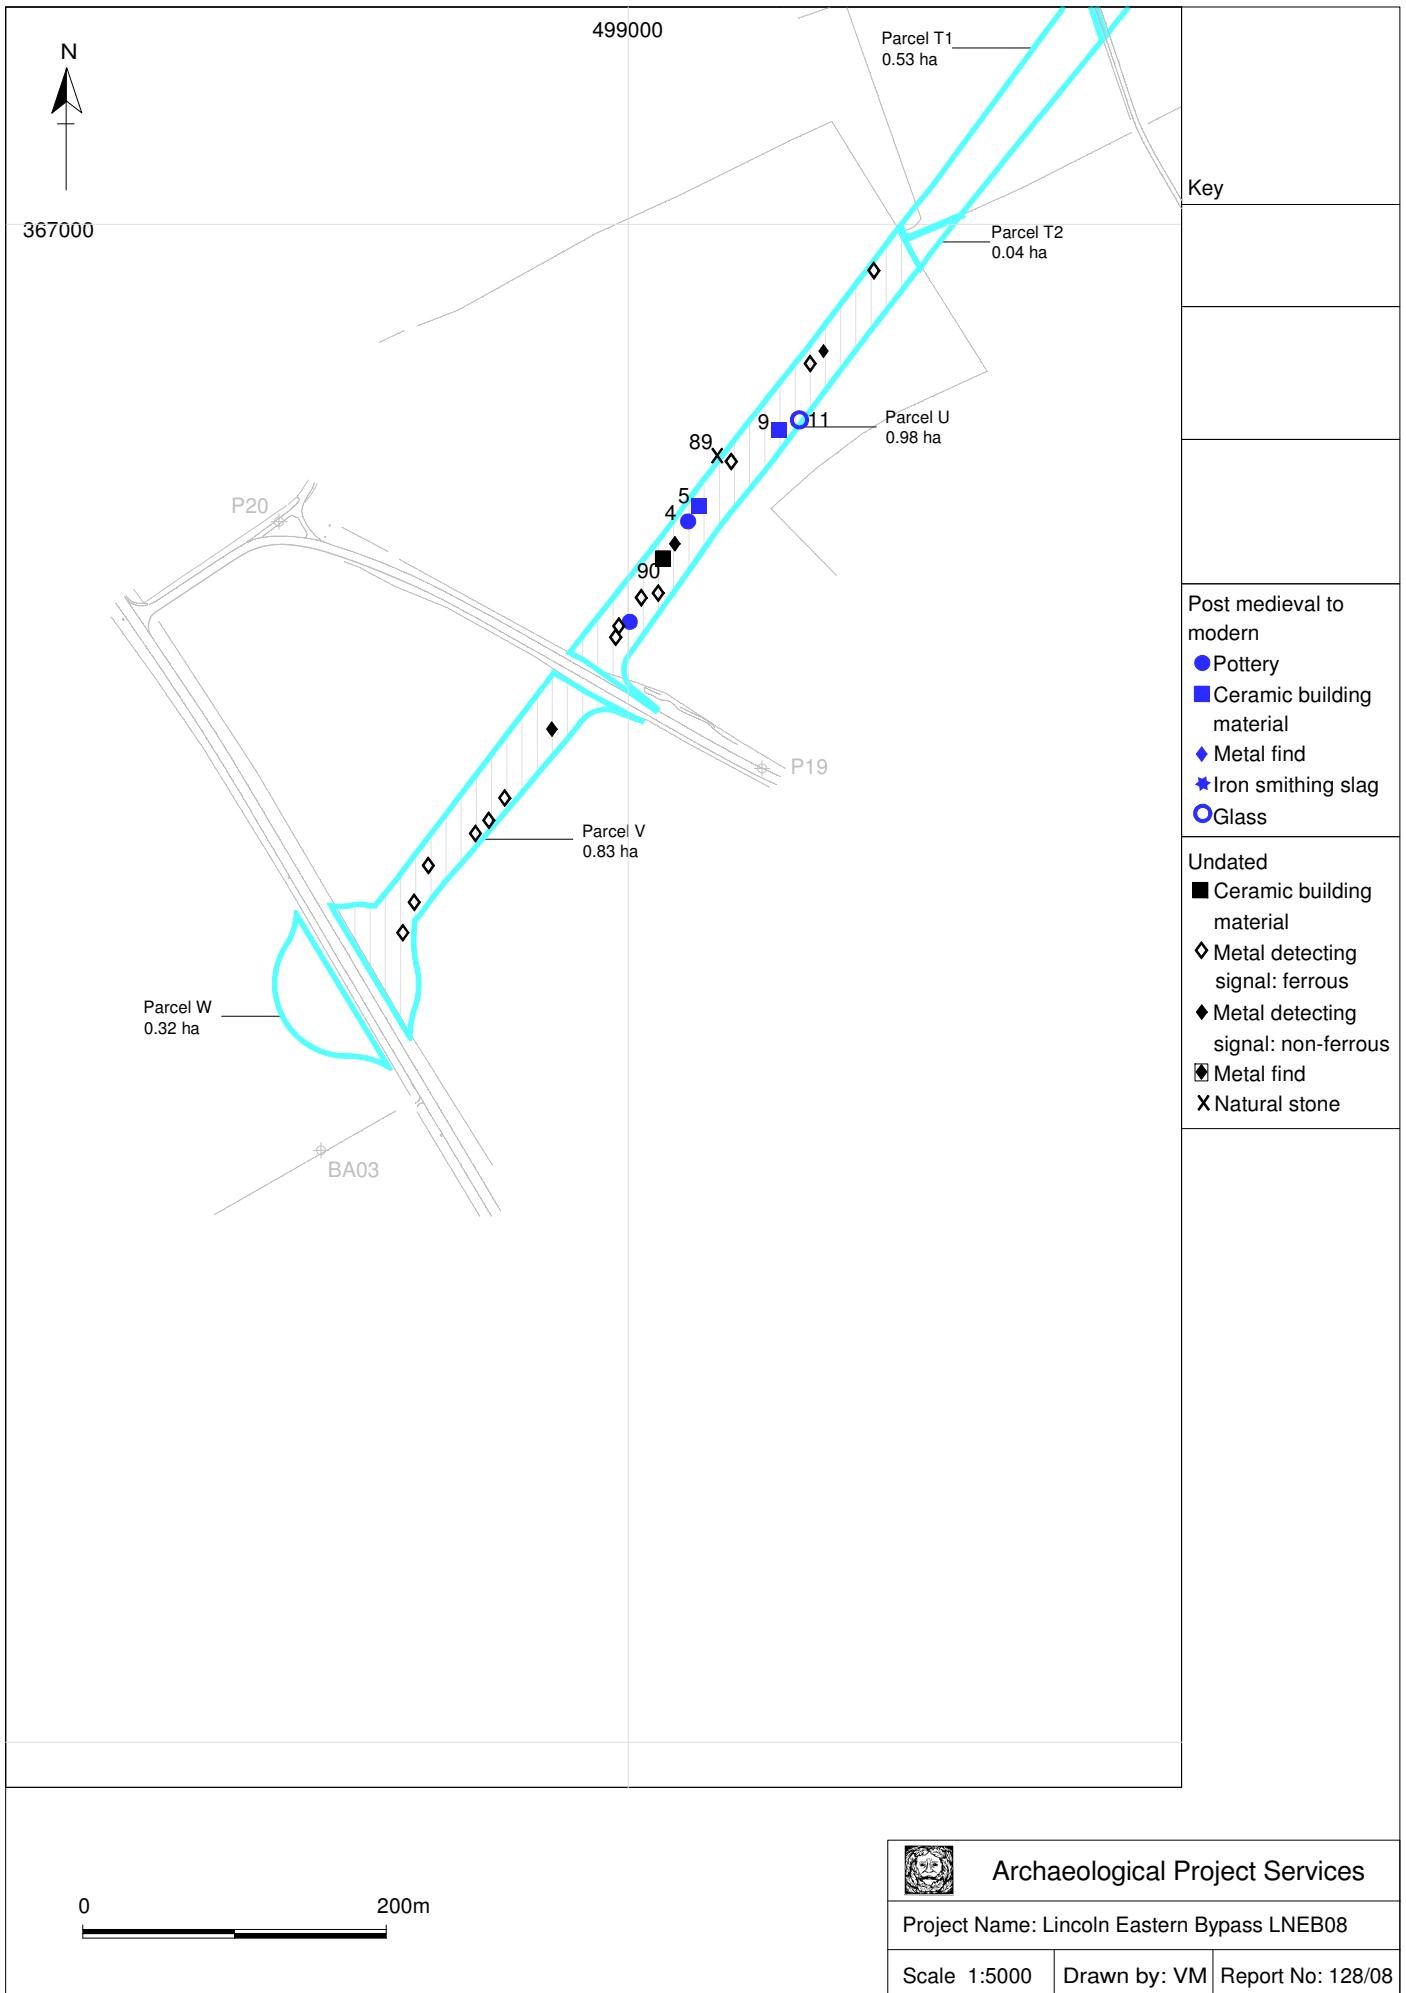 499000
N
Parcel T1
0.53 ha
Key
367000
Parcel T2
0.04 ha
9
11
Parcel U
0.98 ha
89
5
4
P20
90
P19
Parcel V
0.83 ha
Parcel W
0.32 ha
BA03
Post medieval to
modern
Pottery
Ceramic building
material
Metal find
Iron smithing slag
Glass
Undated
Ceramic building
material
Metal detecting
signal: ferrous
Metal detecting
signal: non-ferrous
Metal find
Natural stone
0 200m
Archaeological Project Services
Project Name: Lincoln Eastern Bypass LNEB08
Scale 1:5000 Drawn by: VM Report No: 128/08